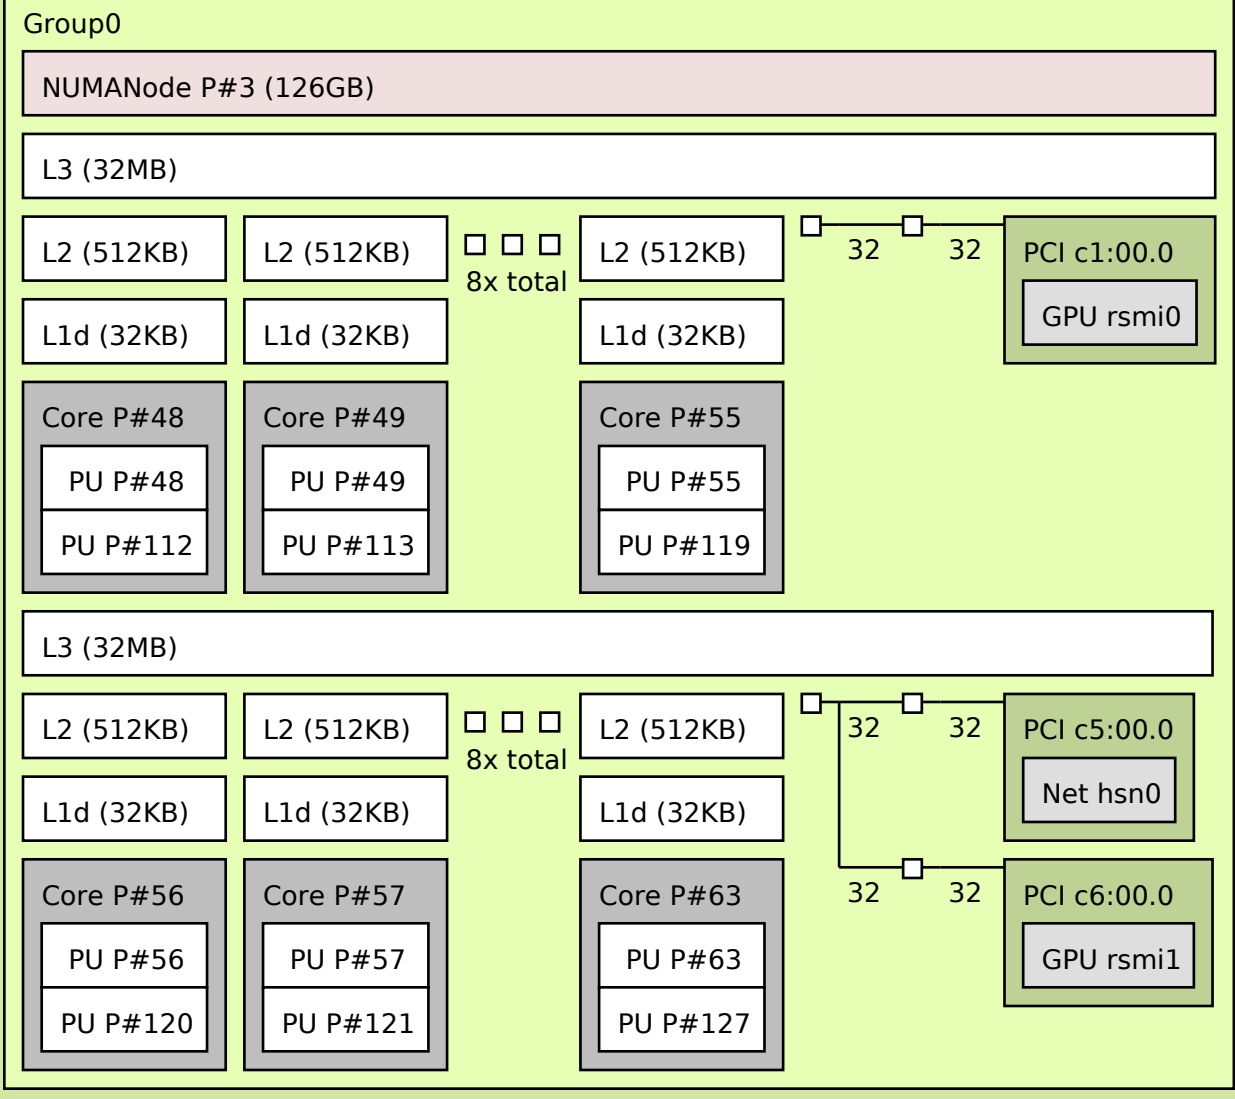 Group0
NUMANode P#3 (126GB)
L3 (32MB)
L2 (512KB) L2 (512KB) 8x total L2 (512KB) 32 32 PCI c1:00.0
GPU rsmi0
L1d (32KB) L1d (32KB) L1d (32KB)
Core P#48 Core P#49 Core P#55
PU P#48 PU P#49 PU P#55
PU P#112 PU P#113 PU P#119
L3 (32MB)
L2 (512KB) L2 (512KB) 8x total L2 (512KB) 32 32 PCI c5:00.0
Net hsn0
L1d (32KB) L1d (32KB) L1d (32KB)
Core P#56 Core P#57 Core P#63 32 32 PCI c6:00.0
PU P#56 PU P#57 PU P#63 GPU rsmi1
PU P#120 PU P#121 PU P#127